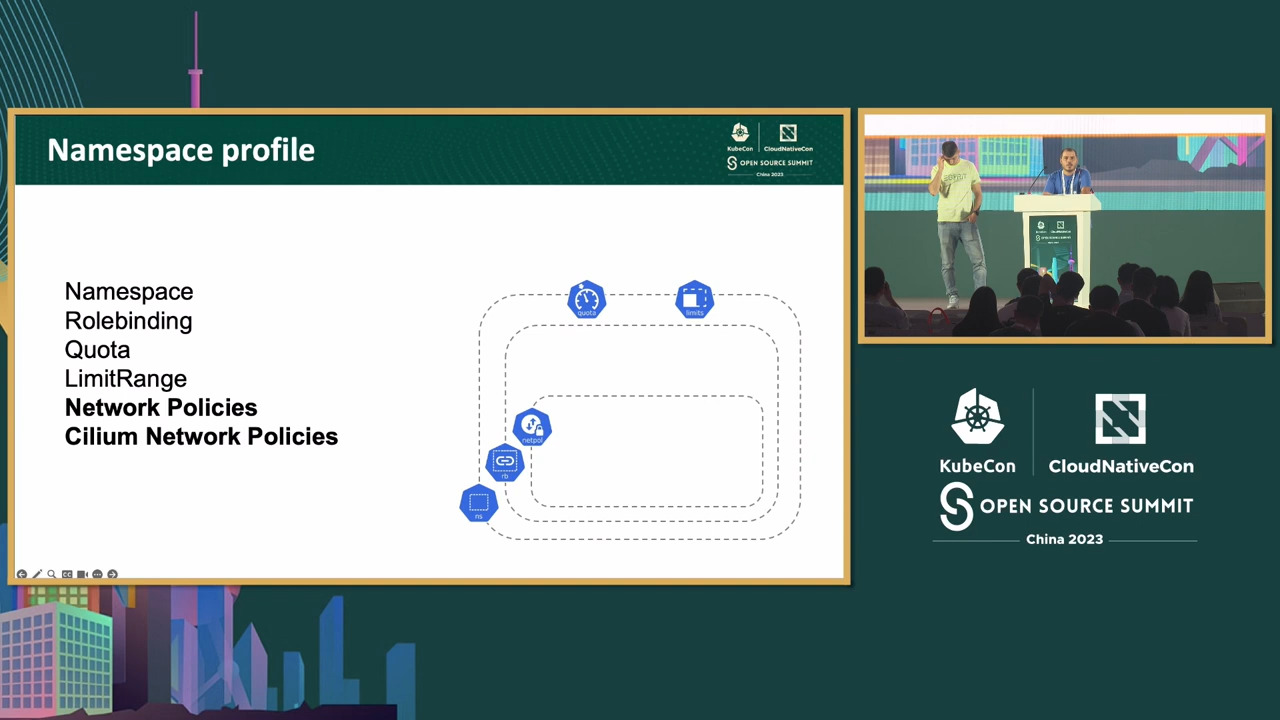 Namespace profile
KubeCon
CloudNativeCon
OPEN SOURCE SUMMIT
China 2023
Namespace
Rolebinding
Quota
LimitRange
Network Policies
Cilium Network Policies
quota
limits
netpol
rb
ns
KubeCon
CloudNativeCon
OPEN SOURCE SUMMIT
China 2023